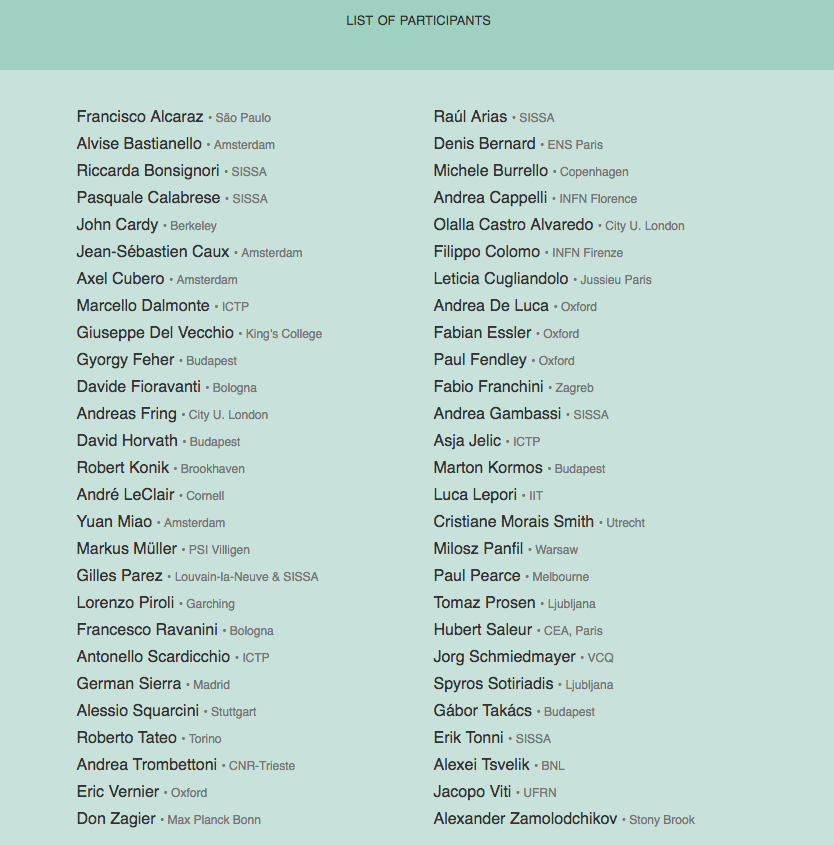 LIST OF PARTICIPANTS
Francisco Alcaraz • São Paulo
Alvise Bastianello • Amsterdam
Riccarda Bonsignori • SISSA
Pasquale Calabrese • SISSA
John Cardy • Berkeley
Jean-Sébastien Caux • Amsterdam
Axel Cubero • Amsterdam
Marcello Dalmonte • ICTP
Giuseppe Del Vecchio • King's College
Gyorgy Feher • Budapest
Davide Fioravanti • Bologna
Andreas Fring • City U. London
David Horvath • Budapest
Robert Konik • Brookhaven
André LeClair • Cornell
Yuan Miao • Amsterdam
Markus Müller • PSI Villigen
Gilles Parez • Louvain-la-Neuve & SISSA
Lorenzo Piroli • Garching
Francesco Ravanini • Bologna
Antonello Scardicchio • ICTP
German Sierra • Madrid
Alessio Squarcini • Stuttgart
Roberto Tateo • Torino
Andrea Trombettoni • CNR-Trieste
Eric Vernier • Oxford
Don Zagier • Max Planck Bonn
Raúl Arias • SISSA
Denis Bernard • ENS Paris
Michele Burrello • Copenhagen
Andrea Cappelli • INFN Florence
Olalla Castro Alvaredo • City U. London
Filippo Colomo • INFN Firenze
Leticia Cugliandolo • Jussieu Paris
Andrea De Luca • Oxford
Fabian Essler • Oxford
Paul Fendley • Oxford
Fabio Franchini • Zagreb
Andrea Gambassi • SISSA
Asja Jelic • ICTP
Marton Kormos • Budapest
Luca Lepori • IIT
Cristiane Morais Smith • Utrecht
Milosz Panfil • Warsaw
Paul Pearce • Melbourne
Tomaz Prosen • Ljubljana
Hubert Saleur • CEA, Paris
Jorg Schmiedmayer • VCQ
Spyros Sotiriadis • Ljubljana
Gábor Takács • Budapest
Erik Tonni • SISSA
Alexei Tsvelik • BNL
Jacopo Viti • UFRN
Alexander Zamolodchikov • Stony Brook